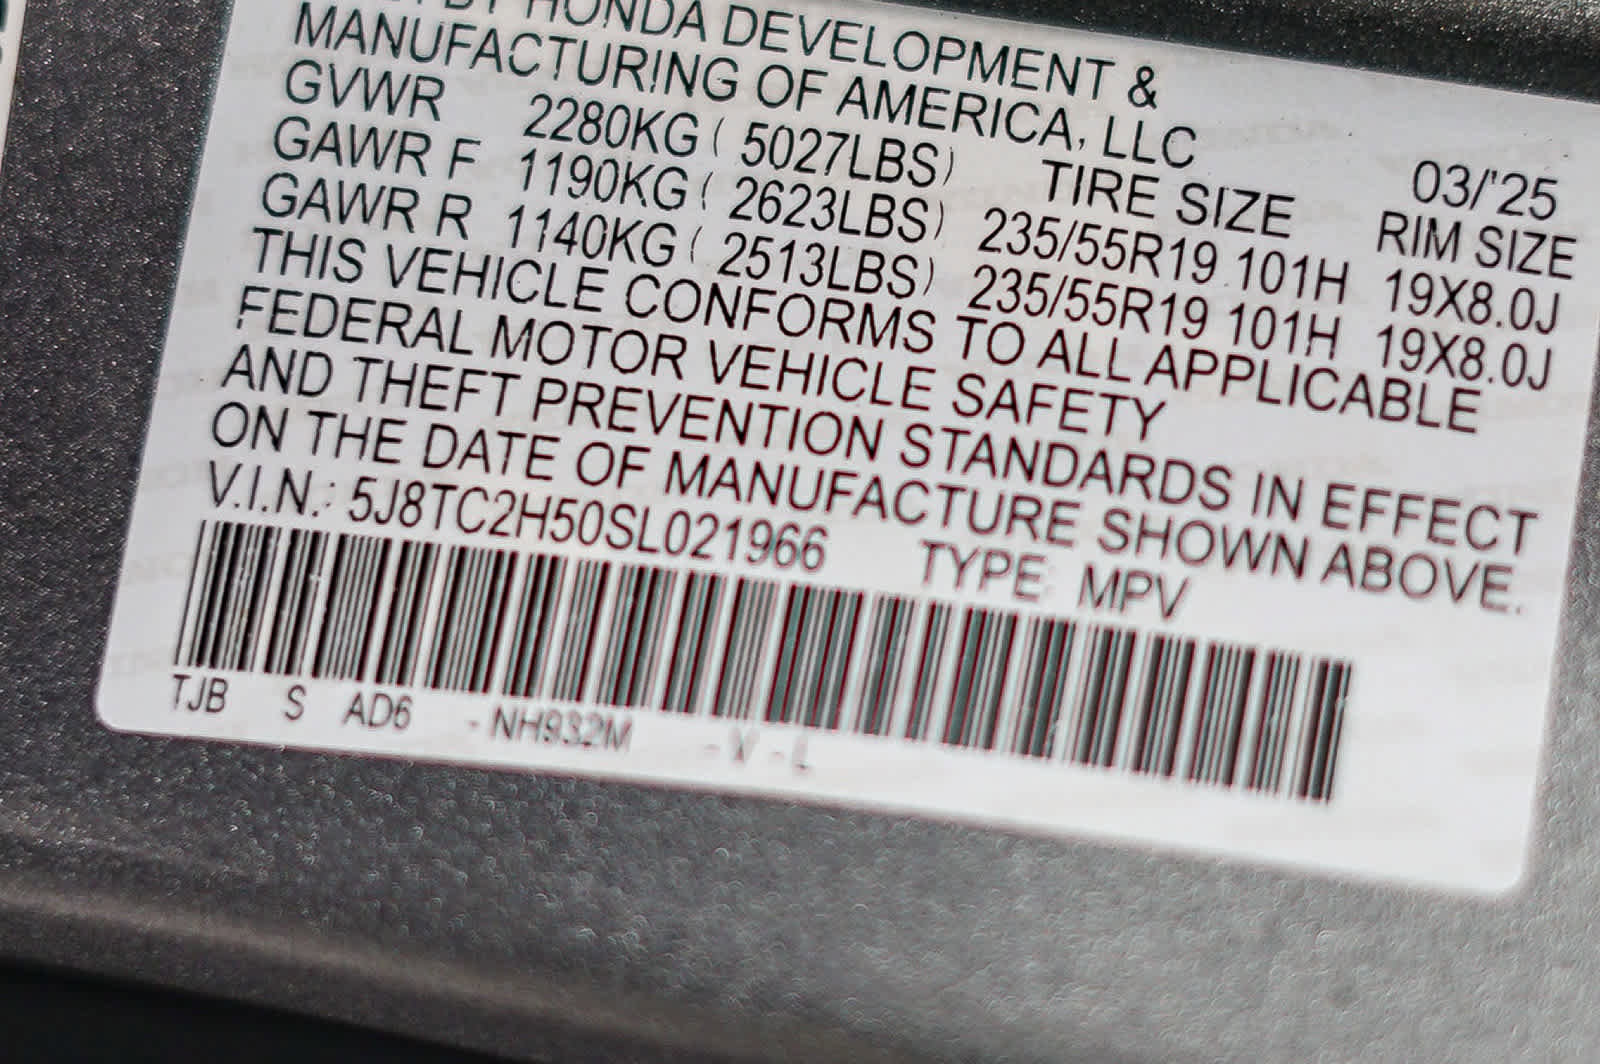 BY HONDA DEVELOPMENT &
MANUFACTURING OF AMERICA, LLC
03/'25
GVWR 2280KG ( 5027LBS) TIRE SIZE RIM SIZE
GAWR F 1190KG ( 2623LBS) 235/55R19 101H 19X8.0J
GAWR R 1140KG ( 2513LBS) 235/55R19 101H 19X8.0J
THIS VEHICLE CONFORMS TO ALL APPLICABLE
FEDERAL MOTOR VEHICLE SAFETY
AND THEFT PREVENTION STANDARDS IN EFFECT
ON THE DATE OF MANUFACTURE SHOWN ABOVE.
V.I.N.: 5J8TC2H50SL021966 TYPE: MPV
TJB S AD6 - NH932M - V - L